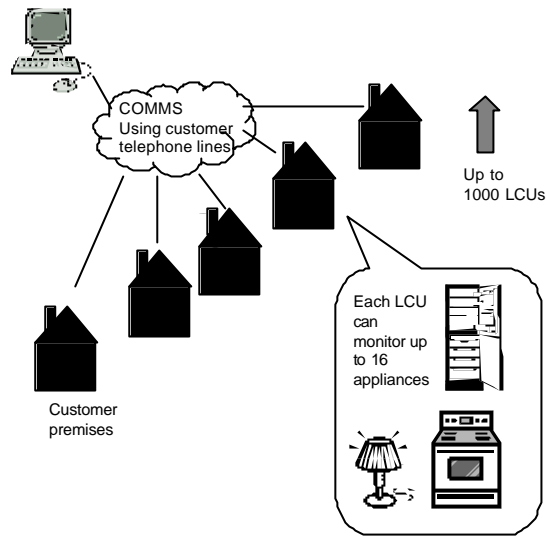 COMMS
Using customer
telephone lines
Up to
1000 LCUs
Each LCU
can
monitor up
to 16
appliances
Customer
premises